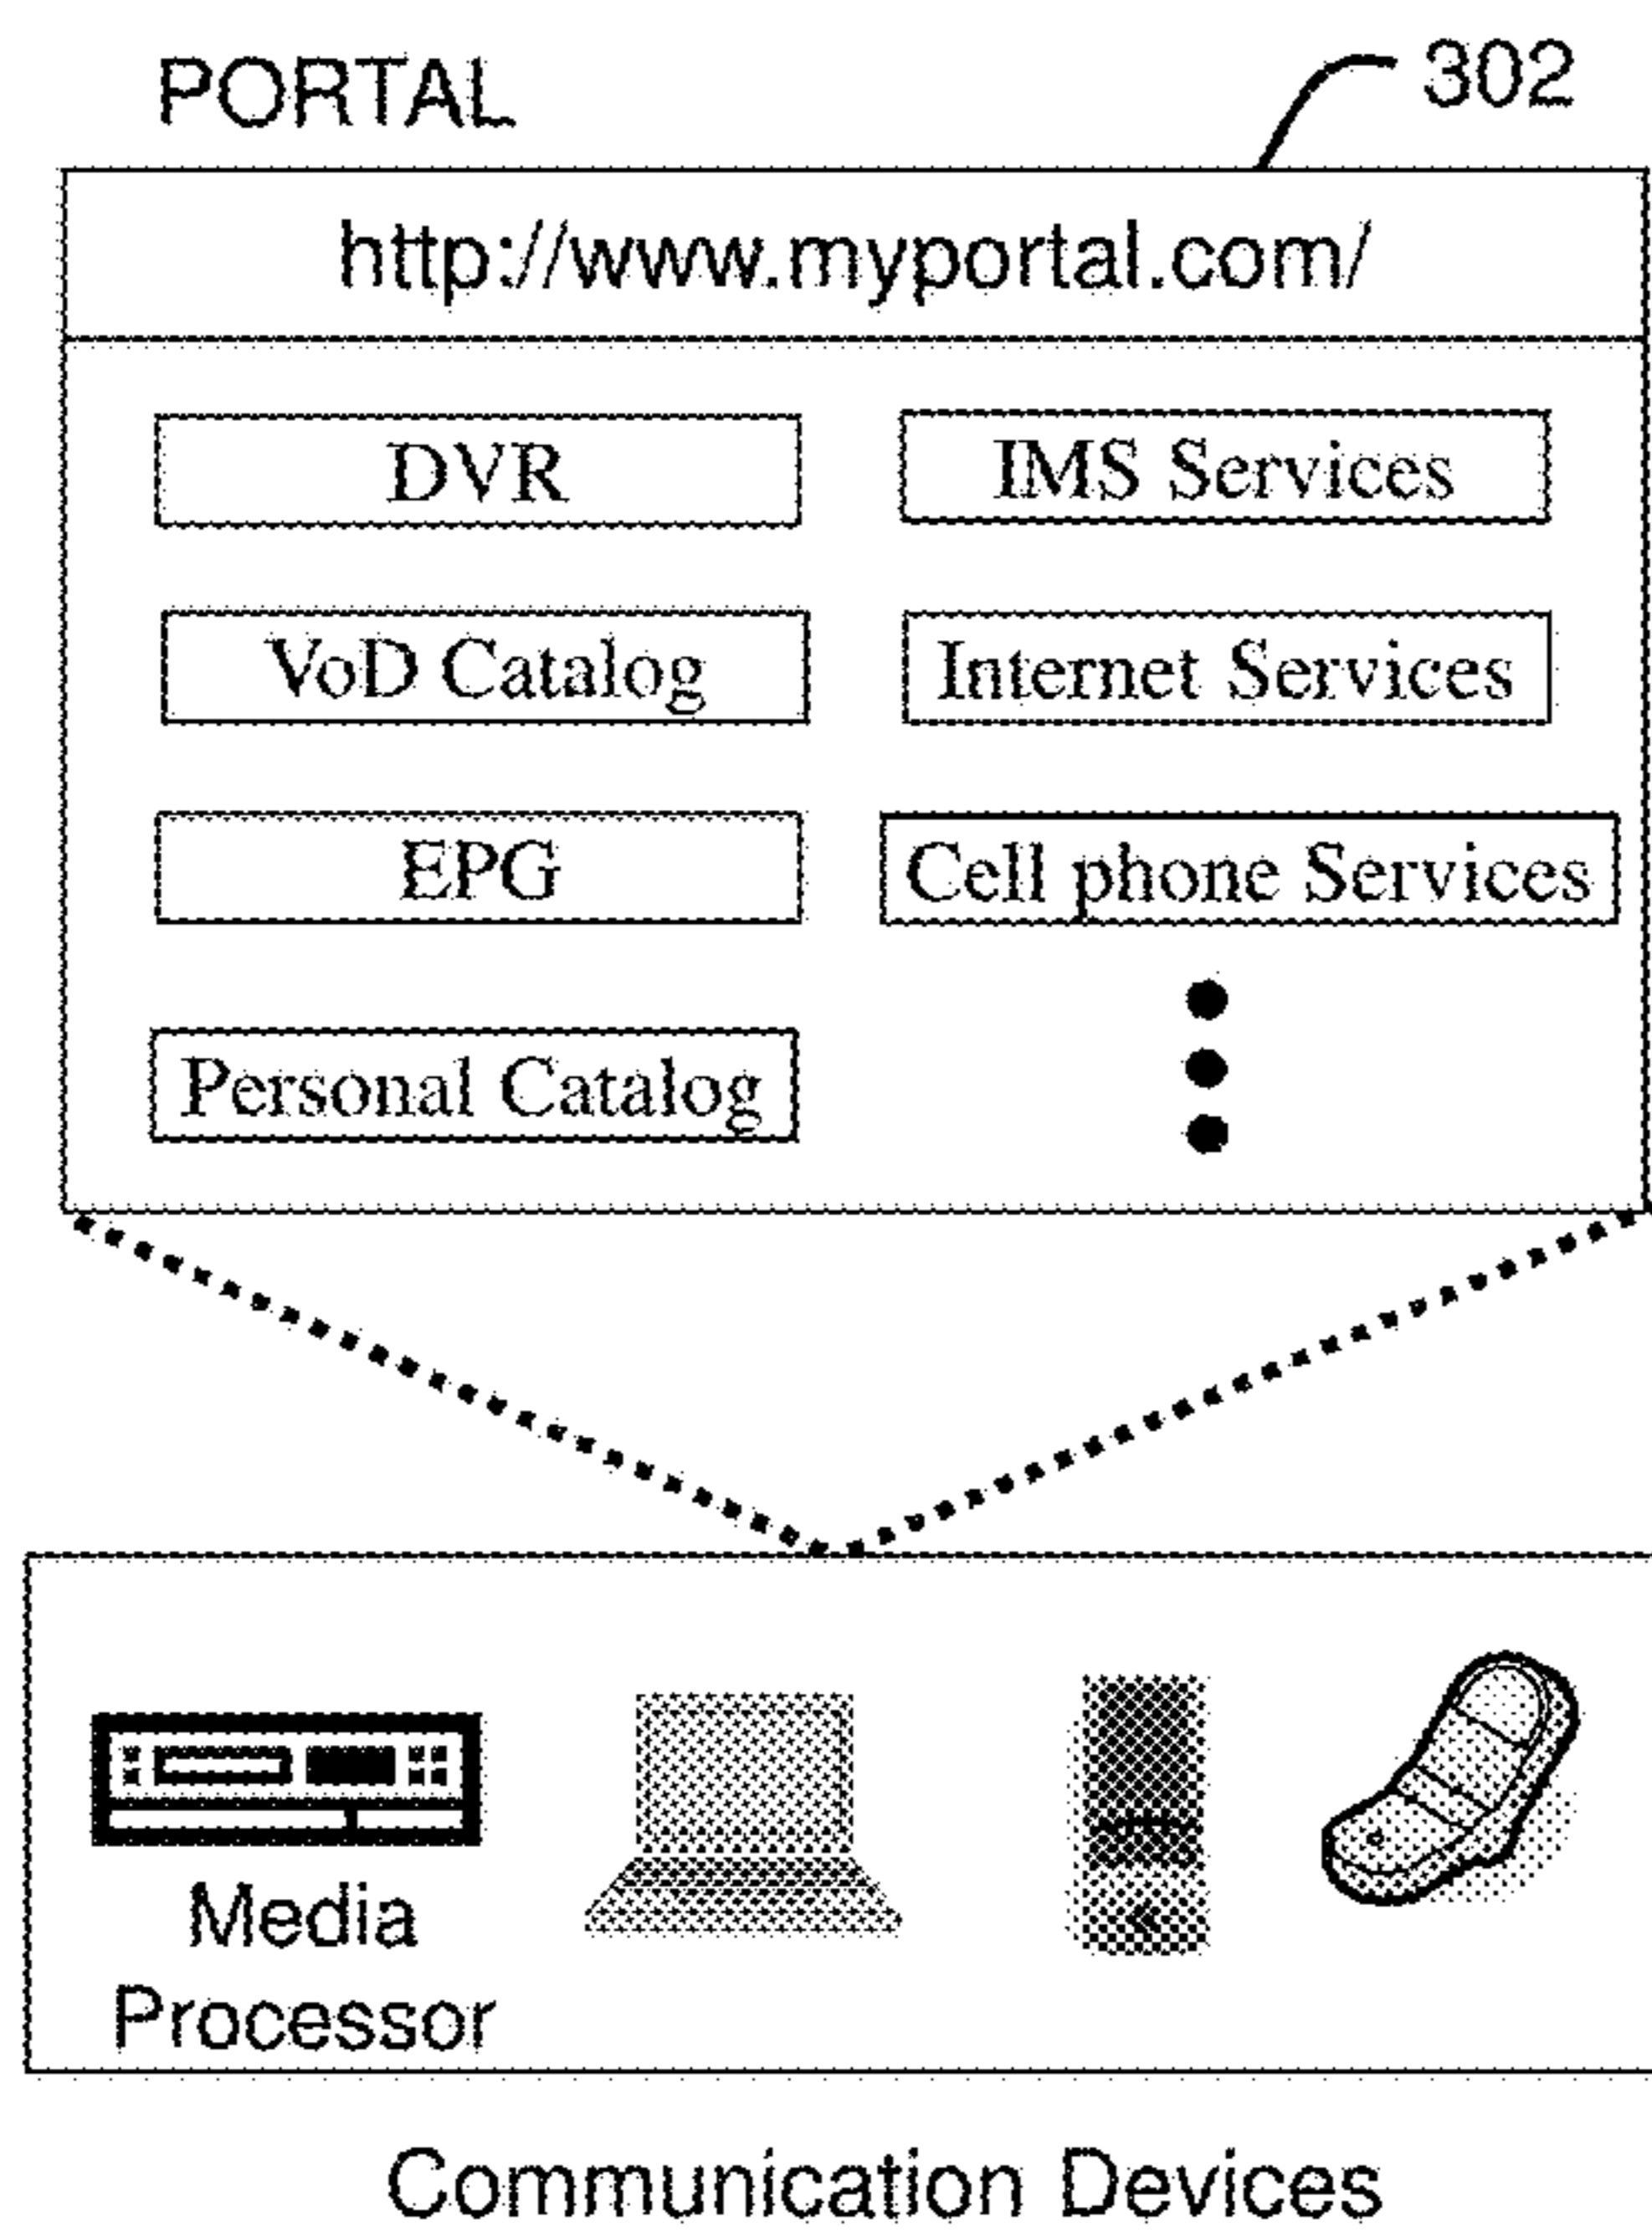 PORTAL
302
http://www.myportal.com/
DVR
IMS Services
VoD Catalog
Internet Services
EPG
Cell phone Services
Personal Catalog
Media
Processor
Communication Devices